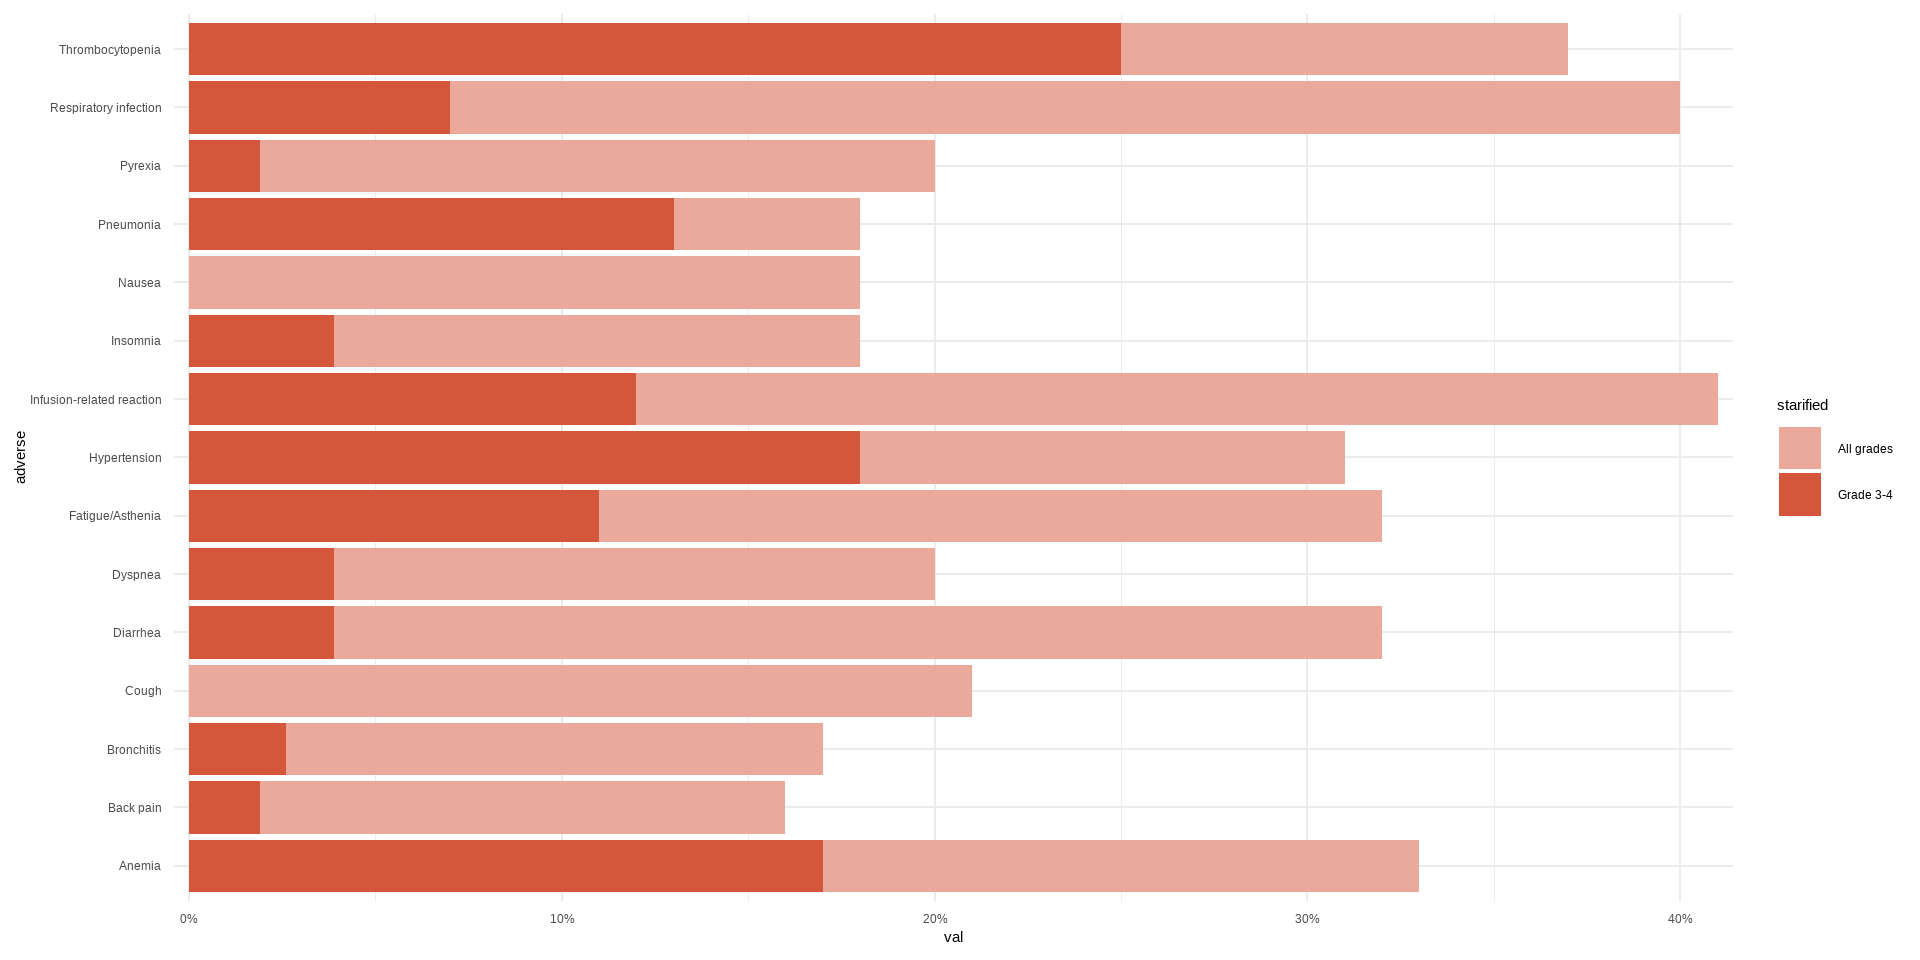 Thrombocytopenia
Respiratory infection
Pyrexia
Pneumonia
Nausea
Insomnia
Infusion-related reaction
Hypertension
Fatigue/Asthenia
Dyspnea
Diarrhea
Cough
Bronchitis
Back pain
Anemia
adverse
0%
10%
20%
30%
40%
val
starified
All grades
Grade 3-4